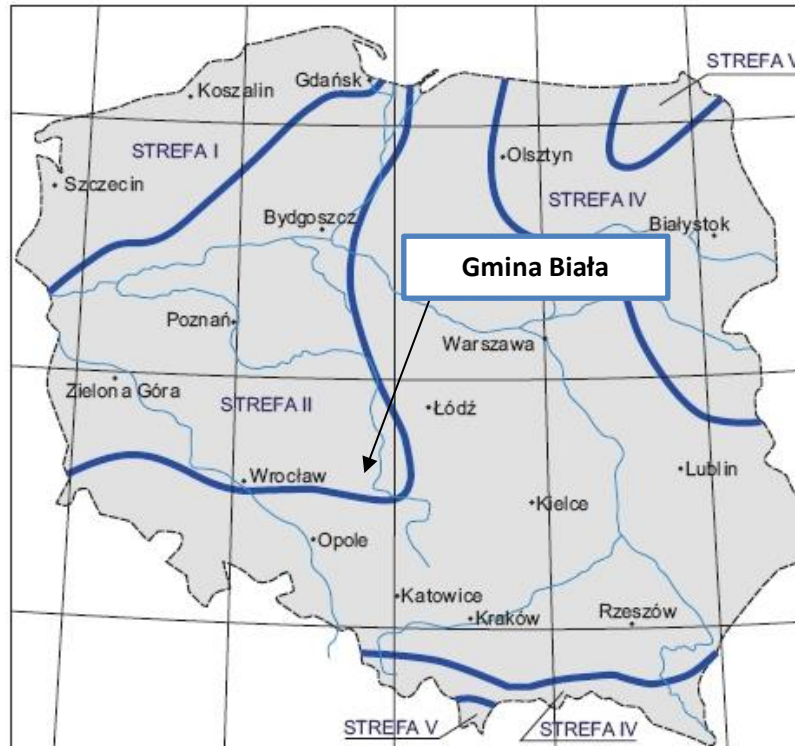 STREFA V
Gdańsk
Koszalin
STREFA I
Olsztyn
Szczecin
STREFA IV
Bydgoszcz
Białystok
Gmina Biała
Poznań
Warszawa
Zielona Góra
STREFA II
Łódź
Wrocław
Lublin
Kielce
Opole
Katowice
Kraków
Rzeszów
STREFA V
STREFA IV